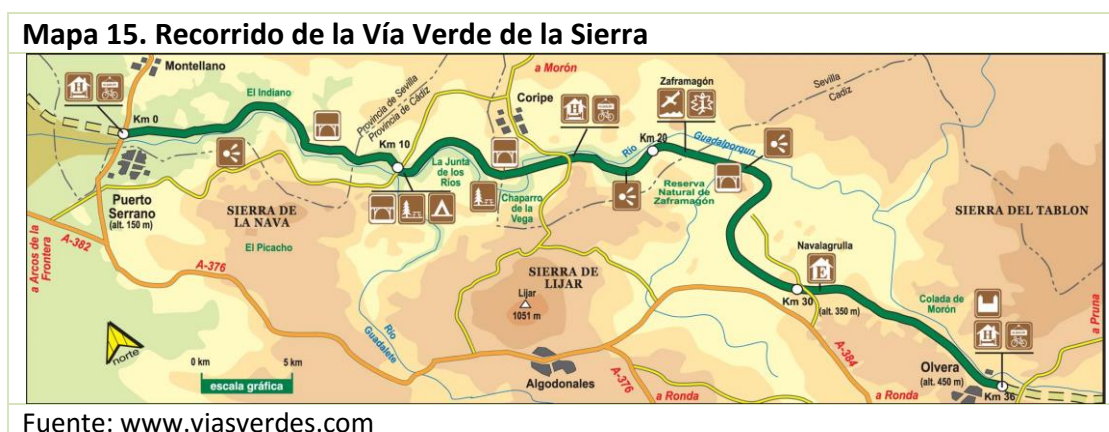 Mapa 15. Recorrido de la Vía Verde de la Sierra
Montellano
a Morón
Zaframagón
Sevilla
Cadiz
H
El Indiano
Provincia de Sevilla
Provincia de Cádiz
Coripe
H
Km 0
Km 10
Km 20
Río
Guadalporqun
La Junta
de los
Ríos
Puerto
Serrano
(alt. 150 m)
SIERRA DE
LA NAVA
Chaparro
de la
Vega
Reserva
Natural de
Zaframagón
SIERRA DEL TABLON
a Arcos de la
Frontera
A-382
El Picacho
A-376
SIERRA DE
LIJAR
Navalagrulla
E
Lijar
1051 m
Km 30
(alt. 350 m)
Colada de
Morón
H
norte
0 km
5 km
escala gráfica
Río
Guadalete
Algodonales
A-376
a Ronda
A-384
a Ronda
Olvera
(alt. 450 m)
Km 36
a Pruna
Fuente: www.viasverdes.com